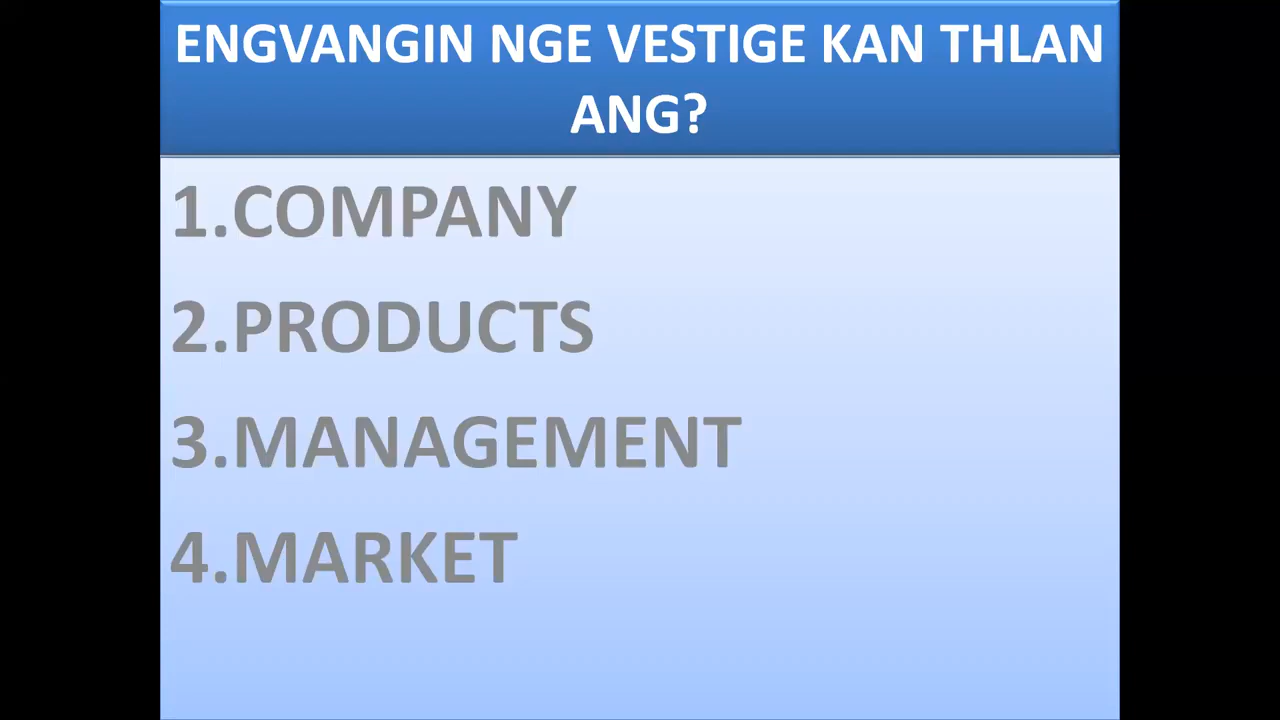 ENGVANGIN NGE VESTIGE KAN THLAN
ANG?
1.COMPANY
2.PRODUCTS
3.MANAGEMENT
4.MARKET